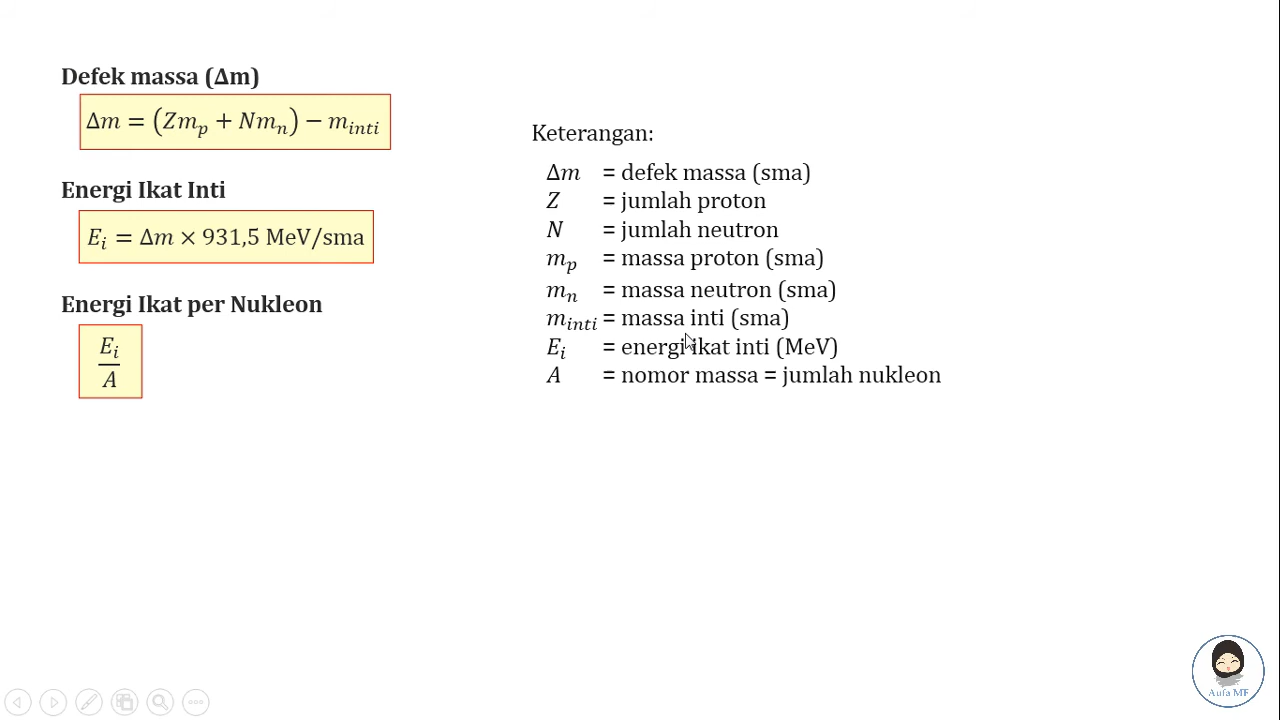 Defek massa (Δm)
Δm = (Zm_p + Nm_n) − m_inti
Energi Ikat Inti
E_i = Δm × 931,5 MeV/sma
Energi Ikat per Nukleon
E_i
A
Keterangan:
Δm = defek massa (sma)
Z = jumlah proton
N = jumlah neutron
m_p = massa proton (sma)
m_n = massa neutron (sma)
m_inti = massa inti (sma)
E_i = energi ikat inti (MeV)
A = nomor massa = jumlah nukleon
Aufa MF